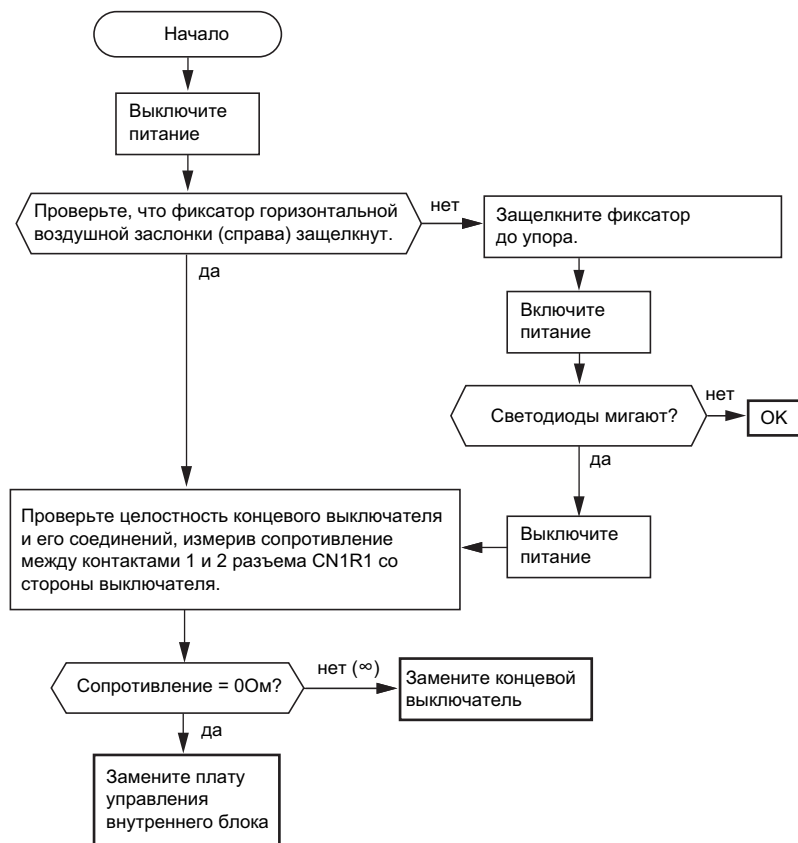 Начало
Выключите
питание
Проверьте, что фиксатор горизонтальной
воздушной заслонки (справа) защелкнут.
нет
Защелкните фиксатор
до упора.
да
Включите
питание
Светодиоды мигают?
нет
OK
да
Выключите
питание
Проверьте целостность концевого выключателя
и его соединений, измерив сопротивление
между контактами 1 и 2 разъема CN1R1 со
стороны выключателя.
Сопротивление = 0Ом?
нет (∞)
Замените концевой
выключатель
да
Замените плату
управления
внутреннего блока